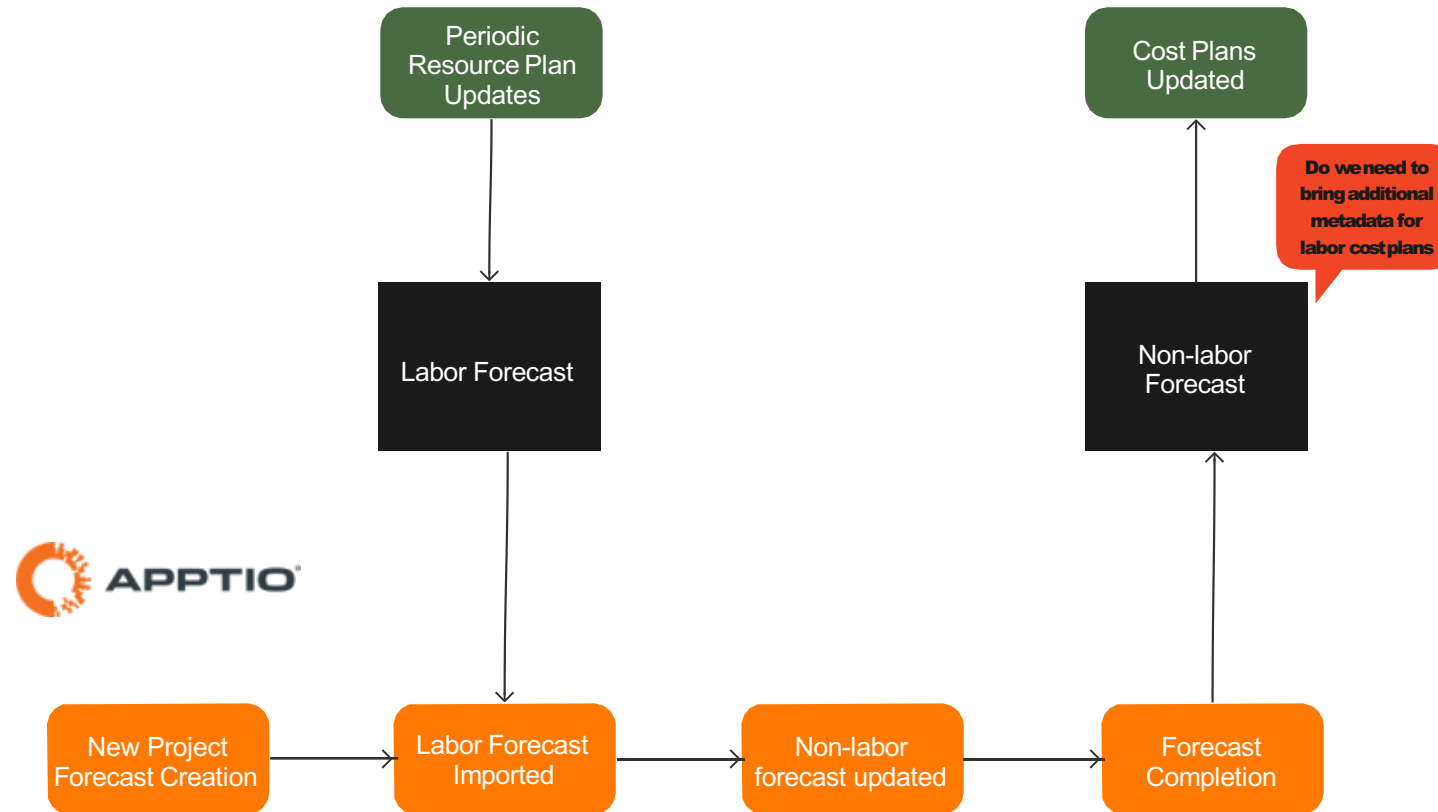 Periodic
Resource Plan
Updates
Cost Plans
Updated
Do we need to
bring additional
metadata for
labor cost plans
Labor Forecast
Non-labor
Forecast
APPTIO
New Project
Forecast Creation
Labor Forecast
Imported
Non-labor
forecast updated
Forecast
Completion